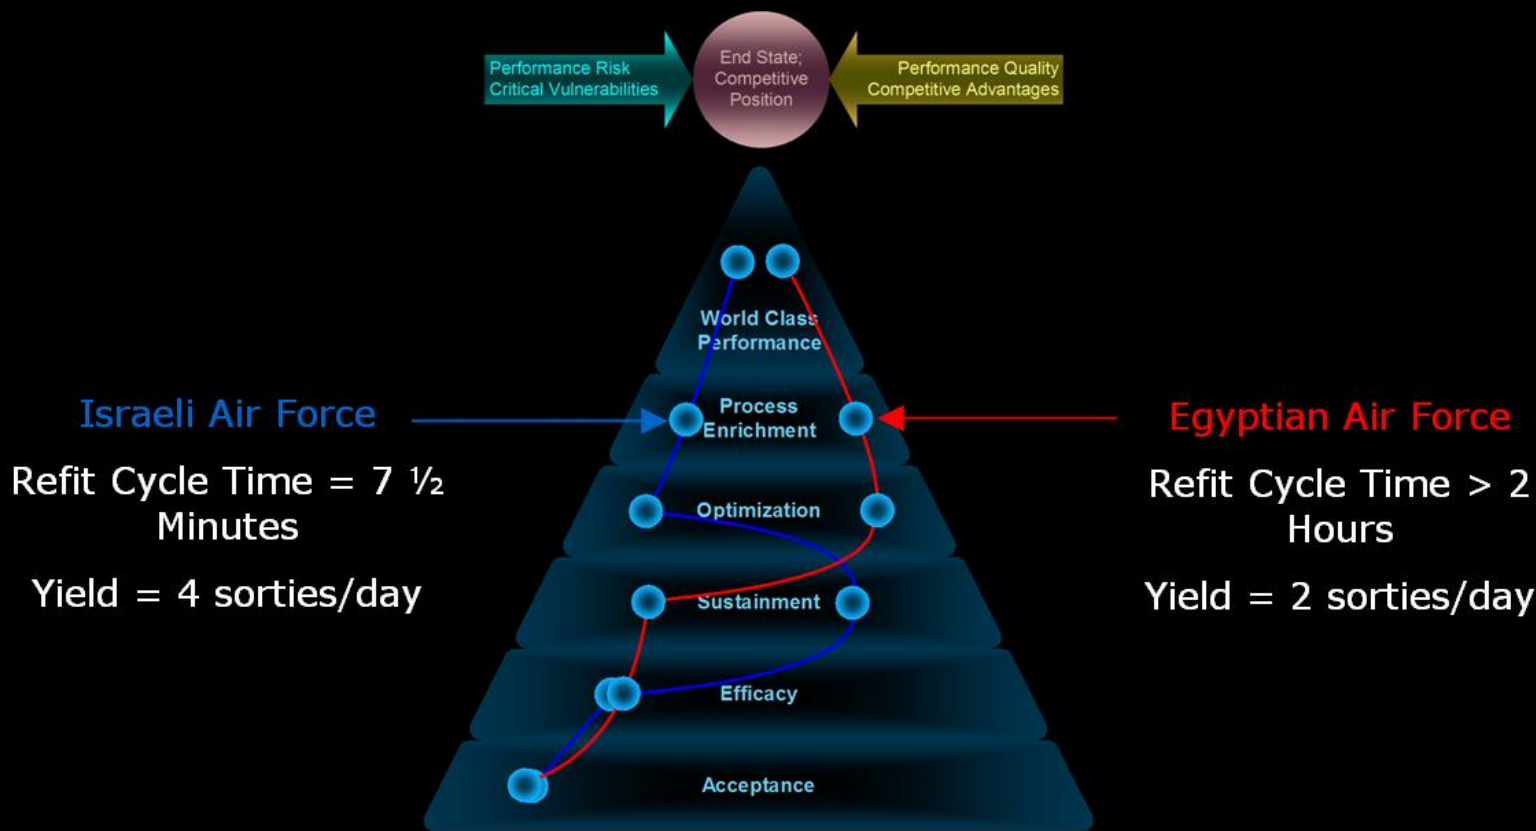 Performance Risk
Critical Vulnerabilities
End State;
Competitive
Position
Performance Quality
Competitive Advantages
World Class
Performance
Process
Enrichment
Optimization
Sustainment
Efficacy
Acceptance
Israeli Air Force
Refit Cycle Time = 7 ½
Minutes
Yield = 4 sorties/day
Egyptian Air Force
Refit Cycle Time > 2
Hours
Yield = 2 sorties/day